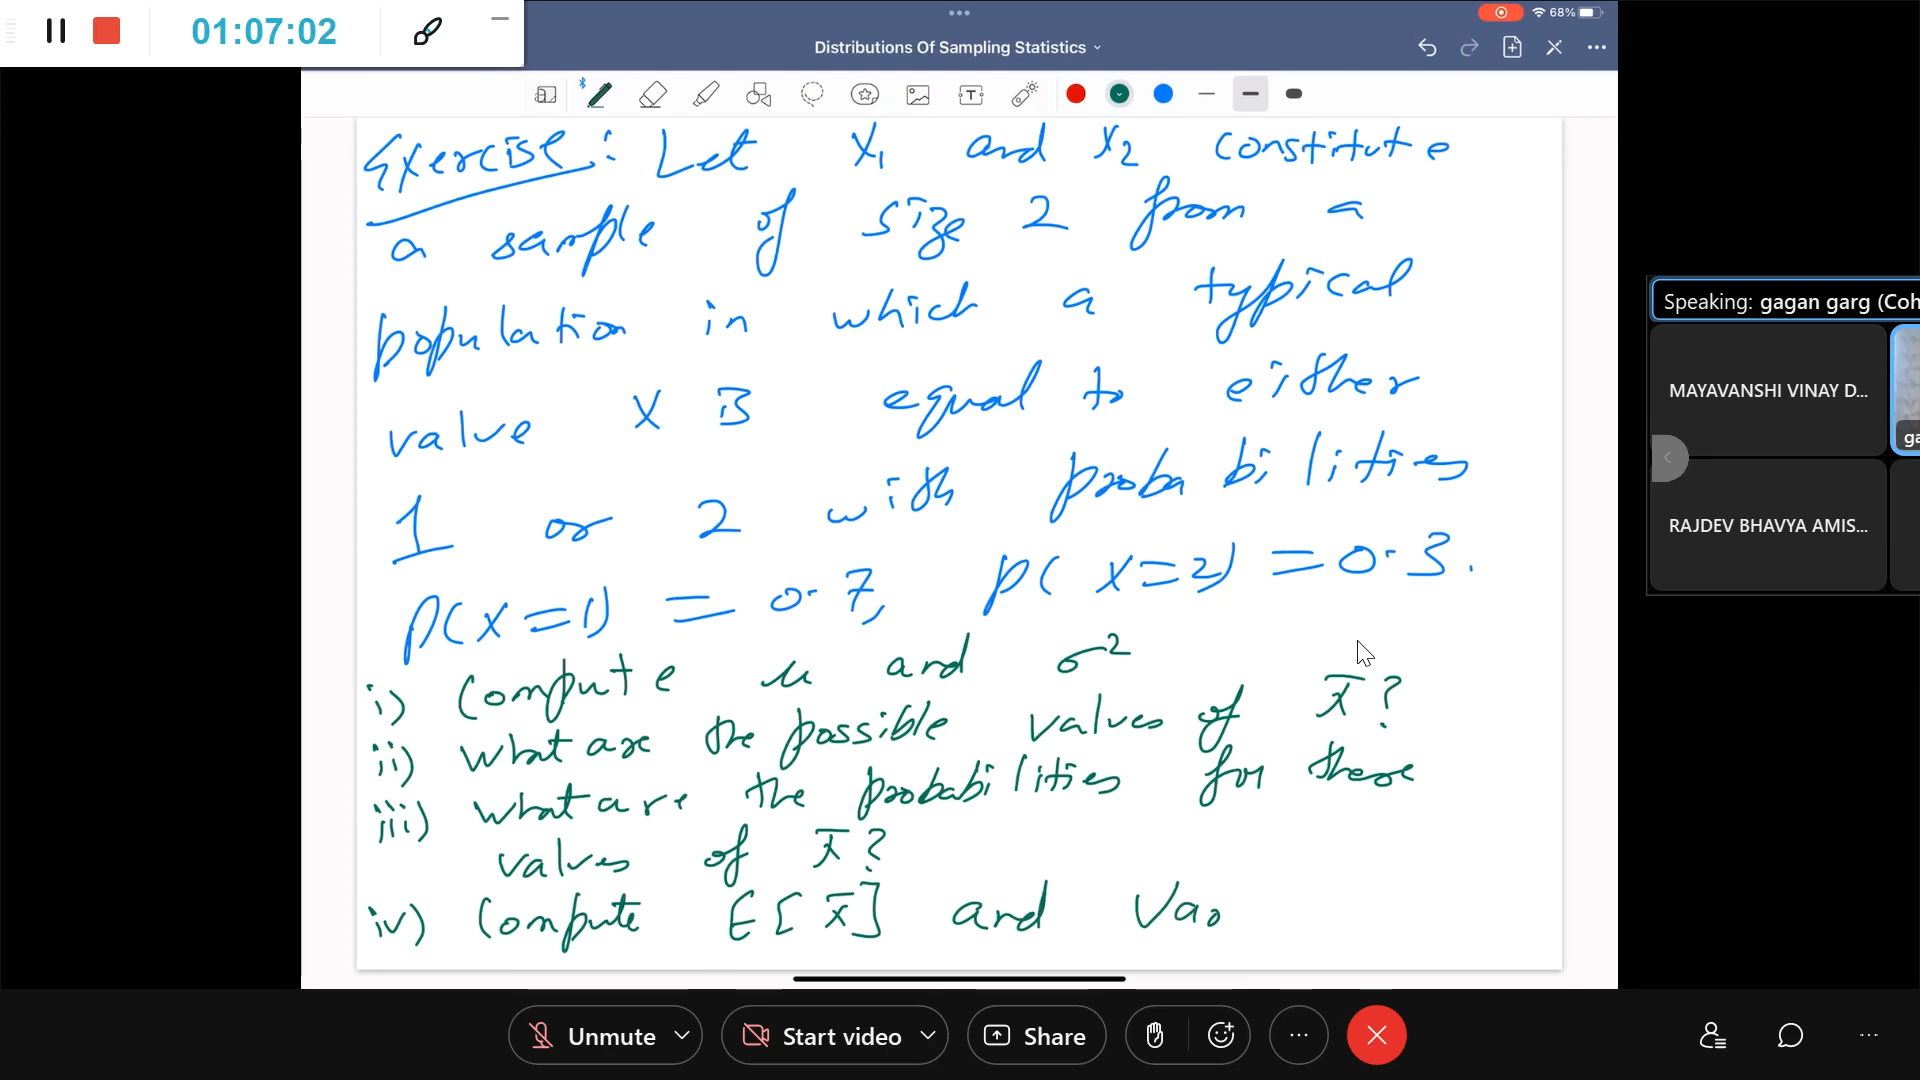 01:07:02
68%
Distributions Of Sampling Statistics
Exercise: Let X₁ and X₂ constitute
a sample of size 2 from a
population in which a typical
value X is equal to either
1 or 2 with probabilities
P(X=1) = 0.7, P(X=2) = 0.3.
i) Compute μ and σ²
ii) What are the possible values of X̄?
iii) What are the probabilities for these
values of X̄?
iv) Compute E[X̄] and Var
Speaking: gagan garg (Coh
MAYAVANSHI VINAY D...
ga
RAJDEV BHAVYA AMIS...
Unmute
Start video
Share